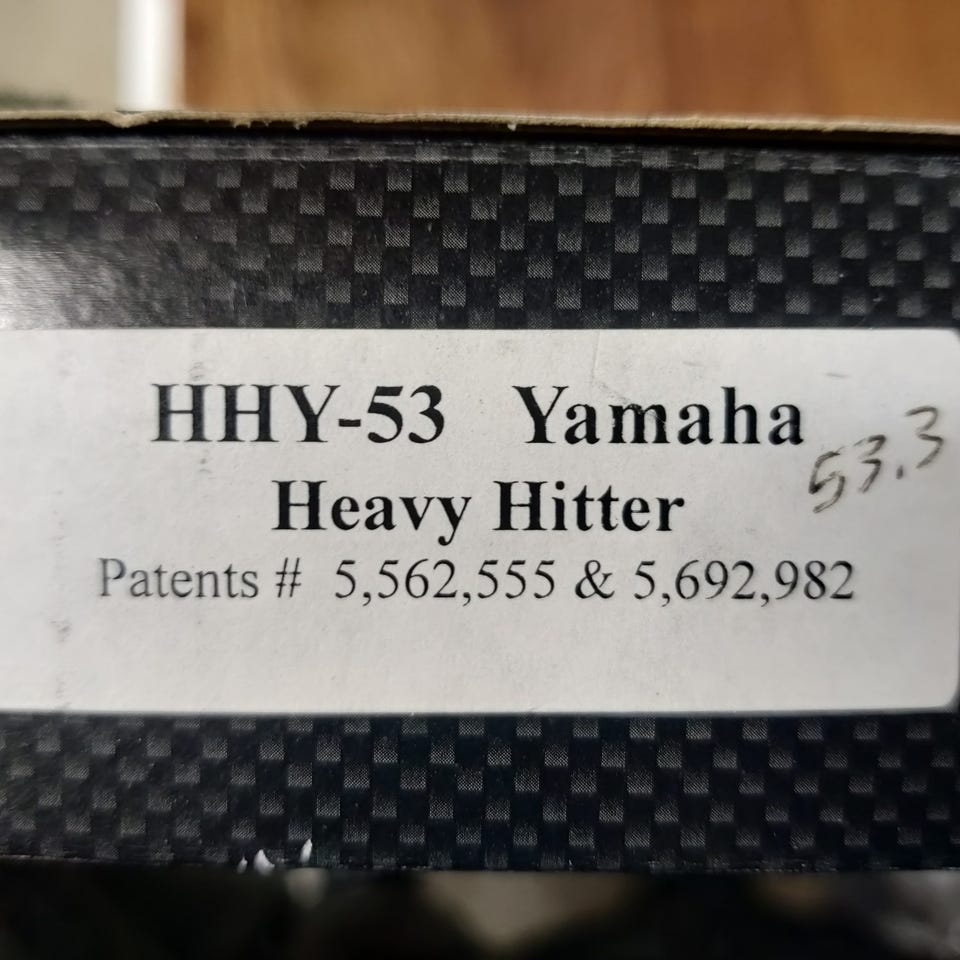 HHY-53 Yamaha
53.3
Heavy Hitter
Patents # 5,562,555 & 5,692,982